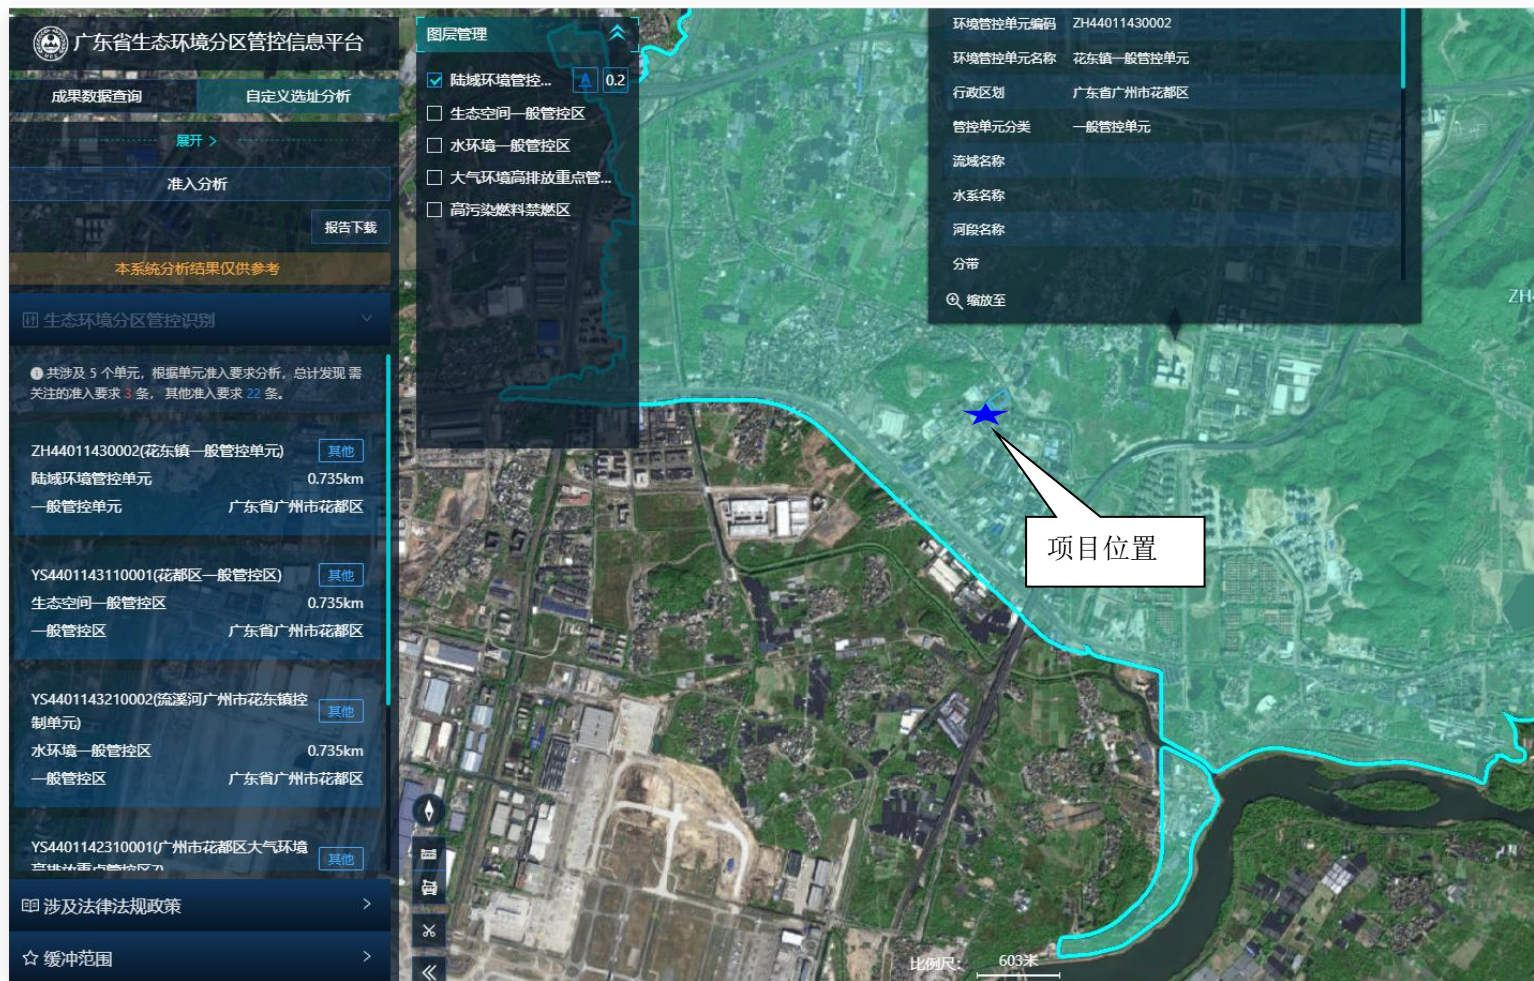 广东省生态环境分区管控信息平台
成果数据查询
自定义选址分析
展开 >
准入分析
报告下载
本系统分析结果仅供参考
生态环境分区管控识别
共涉及 5 个单元，根据单元准入要求分析，总计发现 需
关注的准入要求 3 条， 其他准入要求 22 条。
ZH44011430002(花东镇一般管控单元) 其他
陆域环境管控单元 0.735km
一般管控单元 广东省广州市花都区
YS4401143110001(花都区一般管控区) 其他
生态空间一般管控区 0.735km
一般管控区 广东省广州市花都区
YS4401143210002(流溪河广州市花东镇控
制单元) 其他
水环境一般管控区 0.735km
一般管控区 广东省广州市花都区
YS4401142310001(广州市花都区大气环境
高排放重点管控区7) 其他
涉及法律法规政策 >
缓冲范围 >
图层管理
陆域环境管控... 0.2
生态空间一般管控区
水环境一般管控区
大气环境高排放重点管...
高污染燃料禁燃区
环境管控单元编码 ZH44011430002
环境管控单元名称 花东镇一般管控单元
行政区划 广东省广州市花都区
管控单元分类 一般管控单元
流域名称
水系名称
河段名称
分带
缩放至
ZH4
项目位置
比例尺： 603米